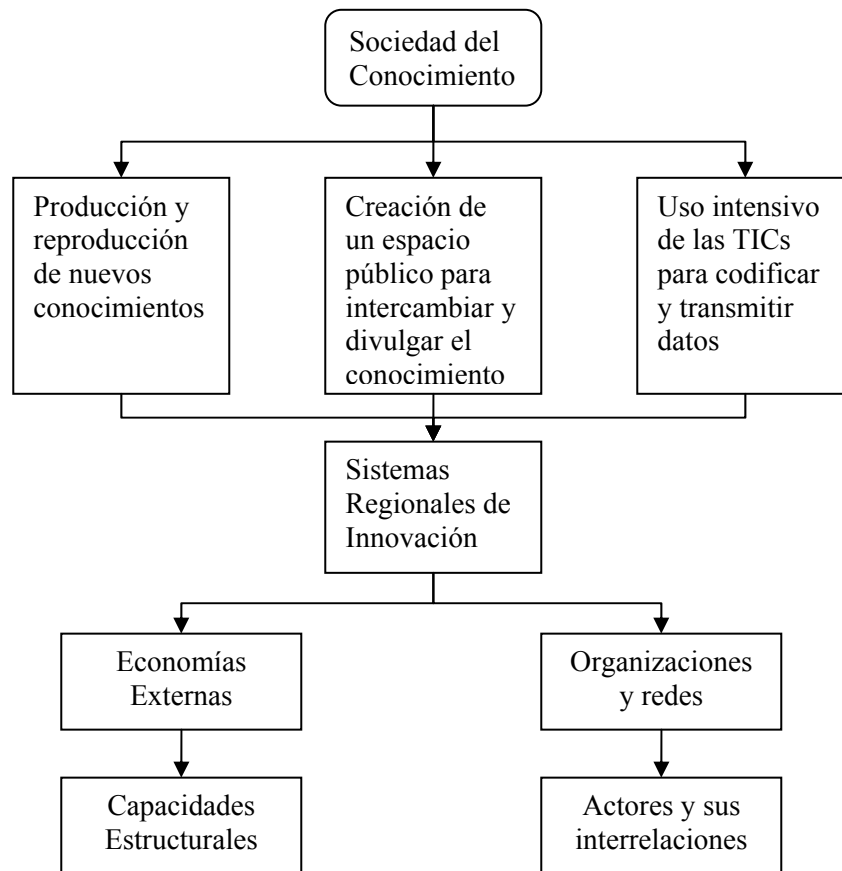 Sociedad del
Conocimiento
Producción y
reproducción
de nuevos
conocimientos
Creación de
un espacio
público para
intercambiar y
divulgar el
conocimiento
Uso intensivo
de las TICs
para codificar
y transmitir
datos
Sistemas
Regionales de
Innovación
Economías
Externas
Organizaciones
y redes
Capacidades
Estructurales
Actores y sus
interrelaciones